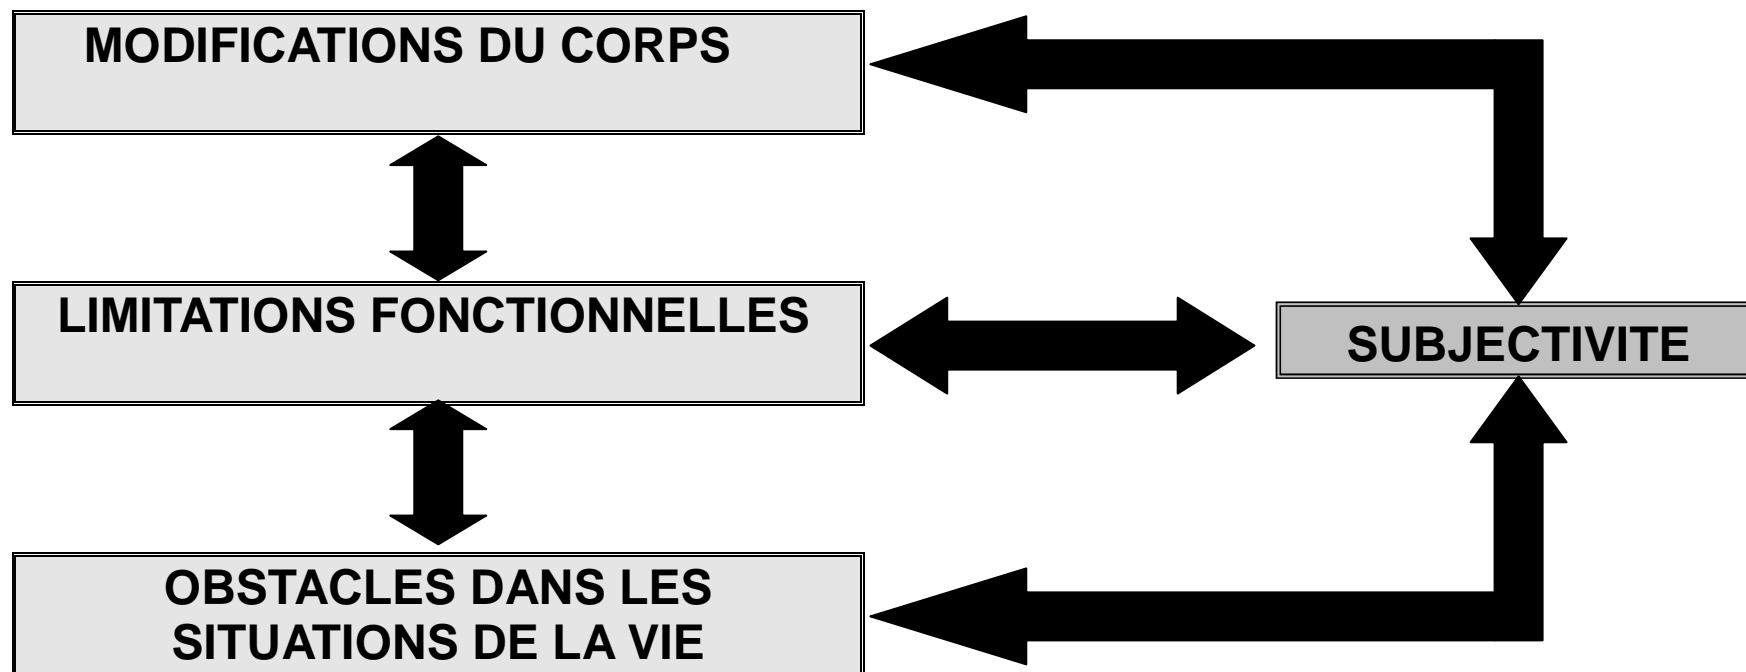 MODIFICATIONS DU CORPS
LIMITATIONS FONCTIONNELLES
SUBJECTIVITE
OBSTACLES DANS LES
SITUATIONS DE LA VIE